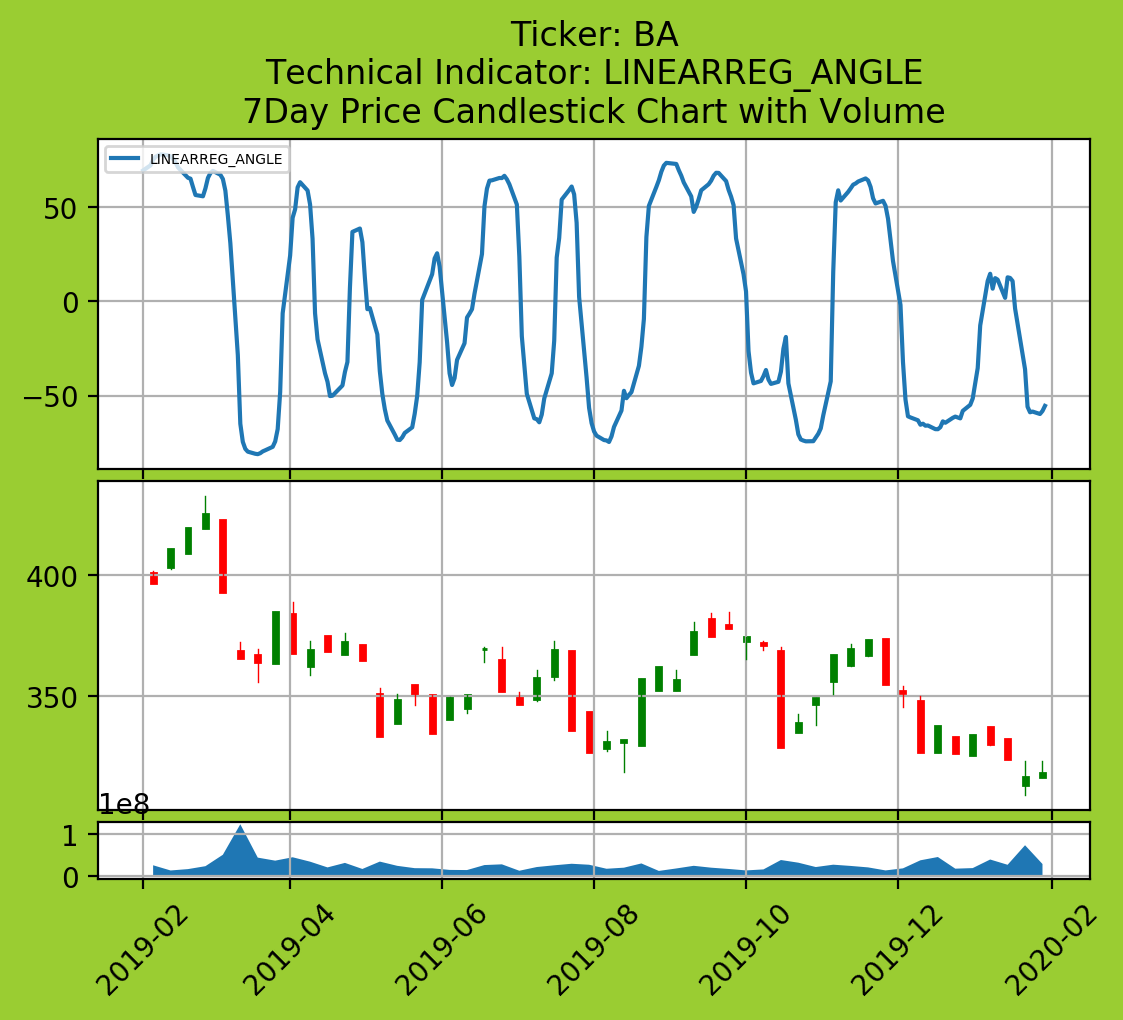 Ticker: BA
Technical Indicator: LINEARREG_ANGLE
7Day Price Candlestick Chart with Volume
LINEARREG_ANGLE
50
0
−50
400
350
1e8
1
0
2019-02
2019-04
2019-06
2019-08
2019-10
2019-12
2020-02